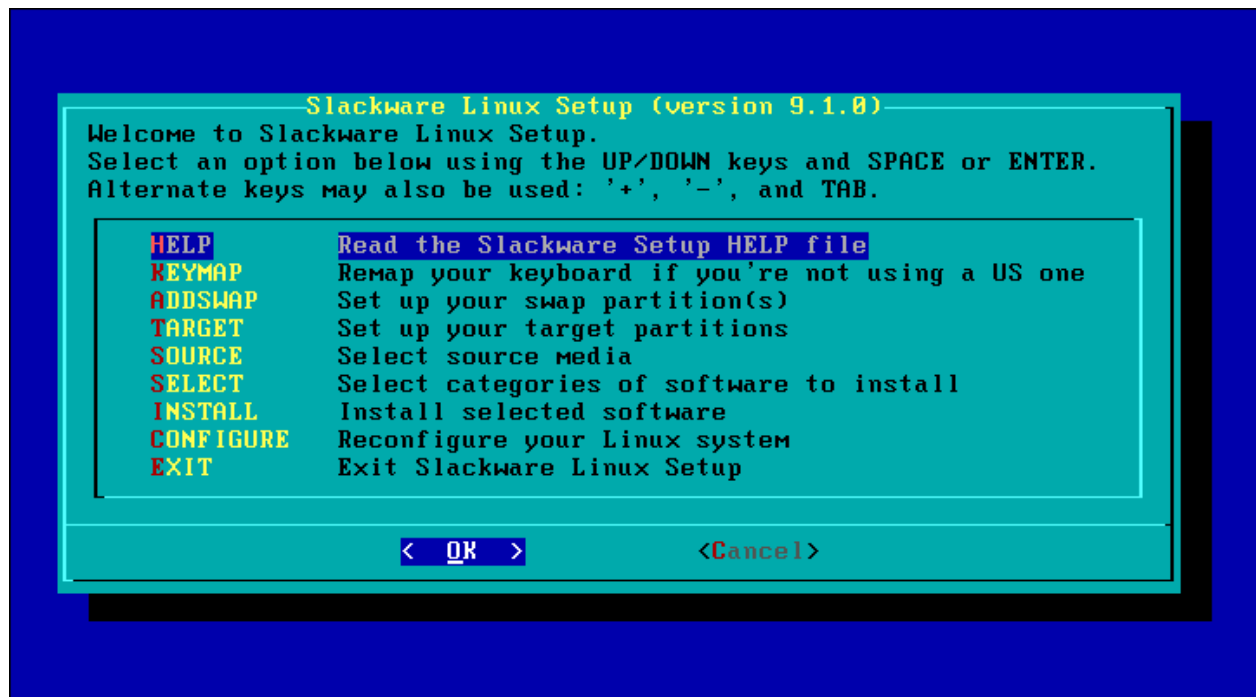 Slackware Linux Setup (version 9.1.0)
Welcome to Slackware Linux Setup.
Select an option below using the UP/DOWN keys and SPACE or ENTER.
Alternate keys may also be used: '+', '-', and TAB.
HELP Read the Slackware Setup HELP file
KEYMAP Remap your keyboard if you're not using a US one
ADDSWAP Set up your swap partition(s)
TARGET Set up your target partitions
SOURCE Select source media
SELECT Select categories of software to install
INSTALL Install selected software
CONFIGURE Reconfigure your Linux system
EXIT Exit Slackware Linux Setup
< OK > <Cancel>